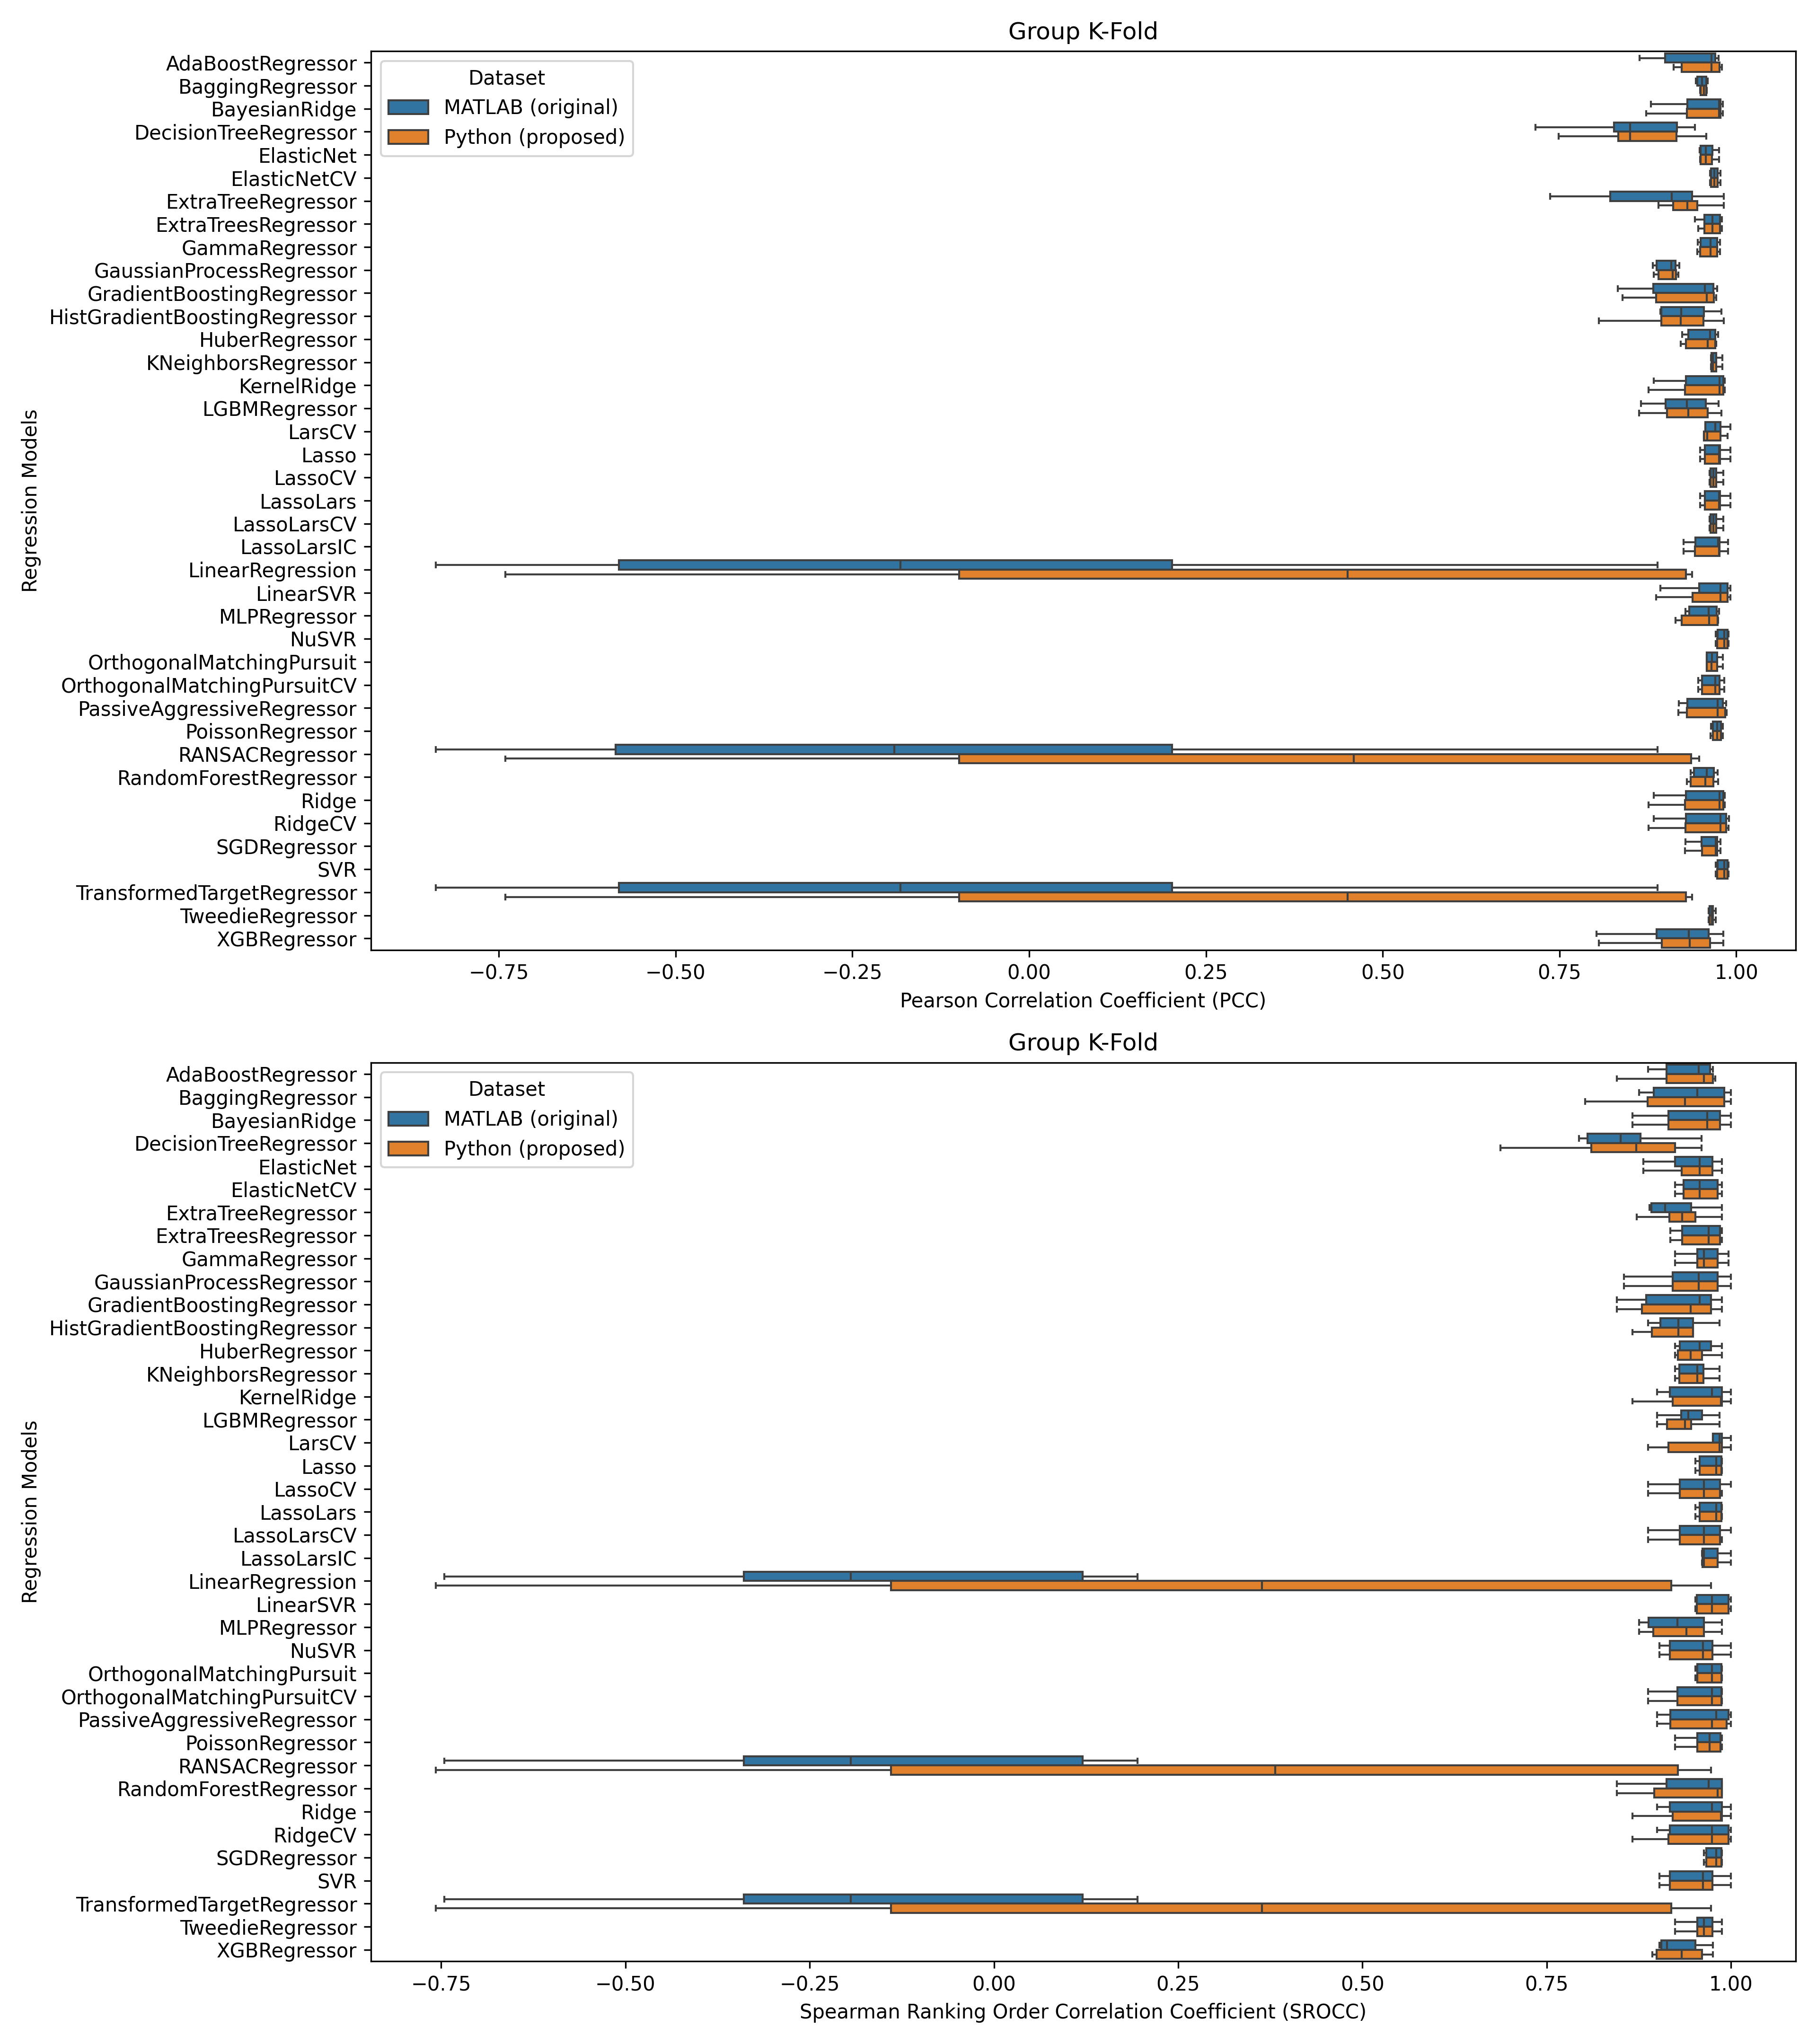 Group K-Fold
Dataset
MATLAB (original)
Python (proposed)
Regression Models
AdaBoostRegressor
BaggingRegressor
BayesianRidge
DecisionTreeRegressor
ElasticNet
ElasticNetCV
ExtraTreeRegressor
ExtraTreesRegressor
GammaRegressor
GaussianProcessRegressor
GradientBoostingRegressor
HistGradientBoostingRegressor
HuberRegressor
KNeighborsRegressor
KernelRidge
LGBMRegressor
LarsCV
Lasso
LassoCV
LassoLars
LassoLarsCV
LassoLarsIC
LinearRegression
LinearSVR
MLPRegressor
NuSVR
OrthogonalMatchingPursuit
OrthogonalMatchingPursuitCV
PassiveAggressiveRegressor
PoissonRegressor
RANSACRegressor
RandomForestRegressor
Ridge
RidgeCV
SGDRegressor
SVR
TransformedTargetRegressor
TweedieRegressor
XGBRegressor
−0.75 −0.50 −0.25 0.00 0.25 0.50 0.75 1.00
Pearson Correlation Coefficient (PCC)
Group K-Fold
Dataset
MATLAB (original)
Python (proposed)
Regression Models
AdaBoostRegressor
BaggingRegressor
BayesianRidge
DecisionTreeRegressor
ElasticNet
ElasticNetCV
ExtraTreeRegressor
ExtraTreesRegressor
GammaRegressor
GaussianProcessRegressor
GradientBoostingRegressor
HistGradientBoostingRegressor
HuberRegressor
KNeighborsRegressor
KernelRidge
LGBMRegressor
LarsCV
Lasso
LassoCV
LassoLars
LassoLarsCV
LassoLarsIC
LinearRegression
LinearSVR
MLPRegressor
NuSVR
OrthogonalMatchingPursuit
OrthogonalMatchingPursuitCV
PassiveAggressiveRegressor
PoissonRegressor
RANSACRegressor
RandomForestRegressor
Ridge
RidgeCV
SGDRegressor
SVR
TransformedTargetRegressor
TweedieRegressor
XGBRegressor
−0.75 −0.50 −0.25 0.00 0.25 0.50 0.75 1.00
Spearman Ranking Order Correlation Coefficient (SROCC)